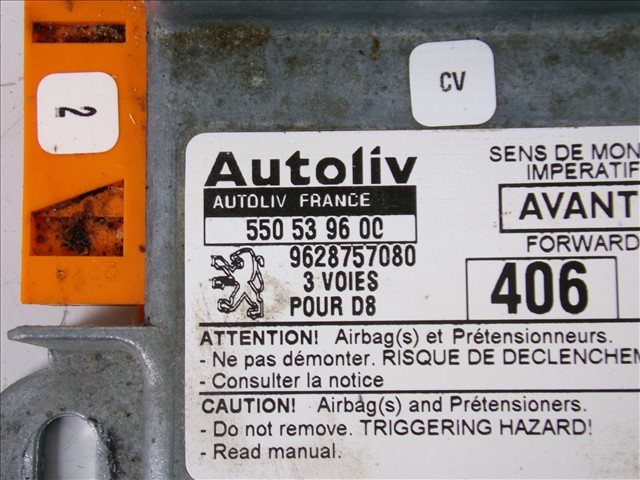 2
CV
Autoliv
AUTOLIV FRANCE
550 53 96 00
9628757080
3 VOIES
POUR D8
SENS DE MON
IMPERATIF
AVANT
FORWARD
406
ATTENTION! Airbag(s) et Prétensionneurs.
- Ne pas démonter. RISQUE DE DECLENCHEM
- Consulter la notice
CAUTION! Airbag(s) and Prétensioners.
- Do not remove. TRIGGERING HAZARD!
- Read manual.